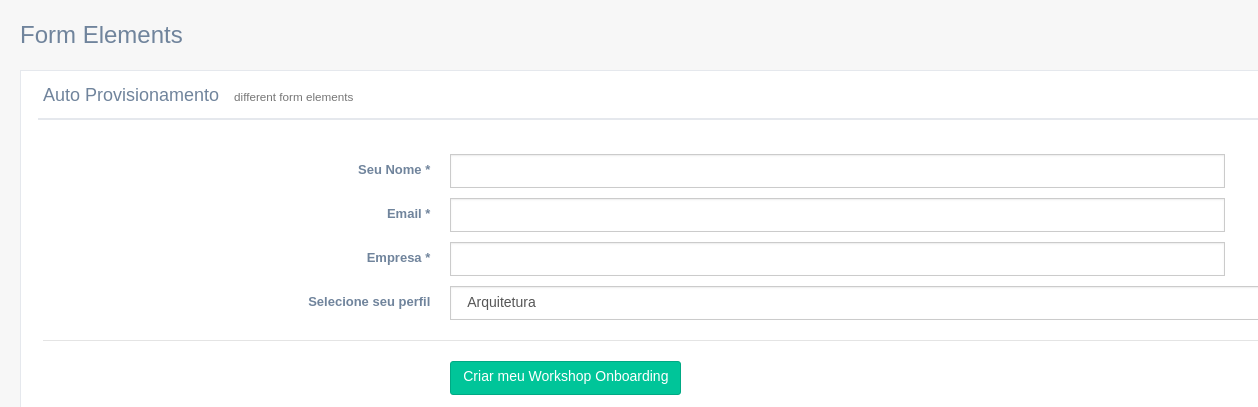 Form Elements
Auto Provisionamento different form elements
Seu Nome *
Email *
Empresa *
Selecione seu perfil Arquitetura
Criar meu Workshop Onboarding